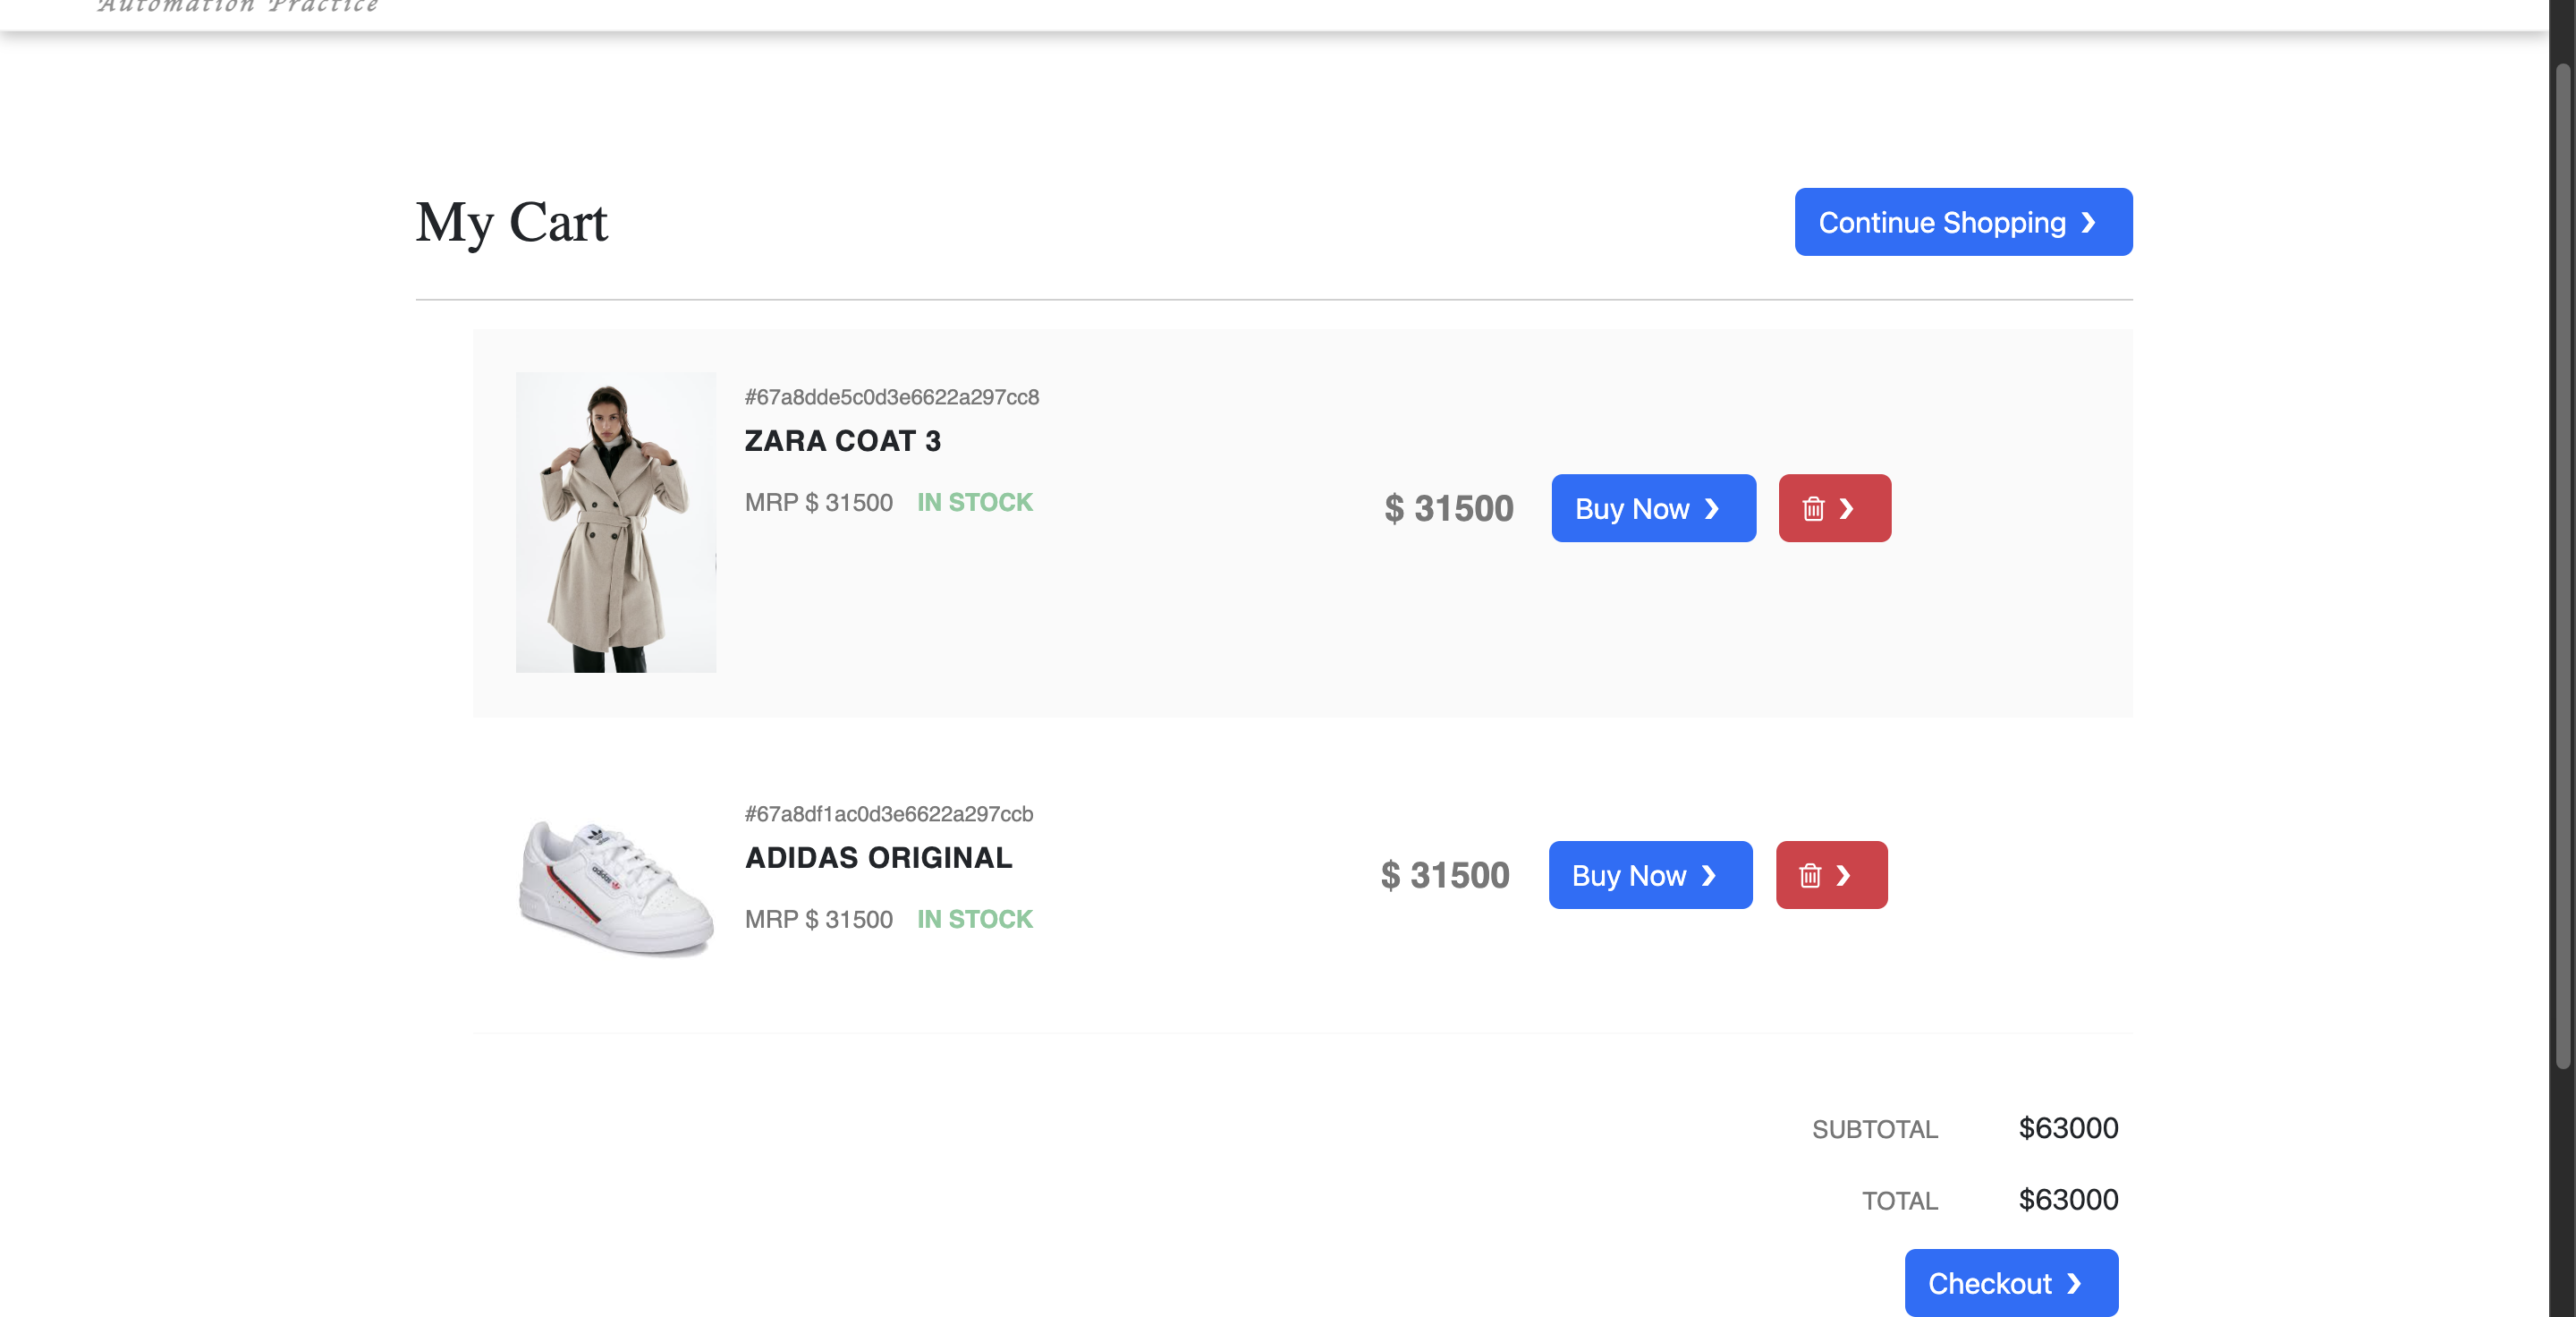 Automation Practice
My Cart
Continue Shopping ❯
#67a8dde5c0d3e6622a297cc8
ZARA COAT 3
MRP $ 31500 IN STOCK
$ 31500
Buy Now ❯
❯
#67a8df1ac0d3e6622a297ccb
ADIDAS ORIGINAL
MRP $ 31500 IN STOCK
$ 31500
Buy Now ❯
❯
adidas
SUBTOTAL $63000
TOTAL $63000
Checkout ❯